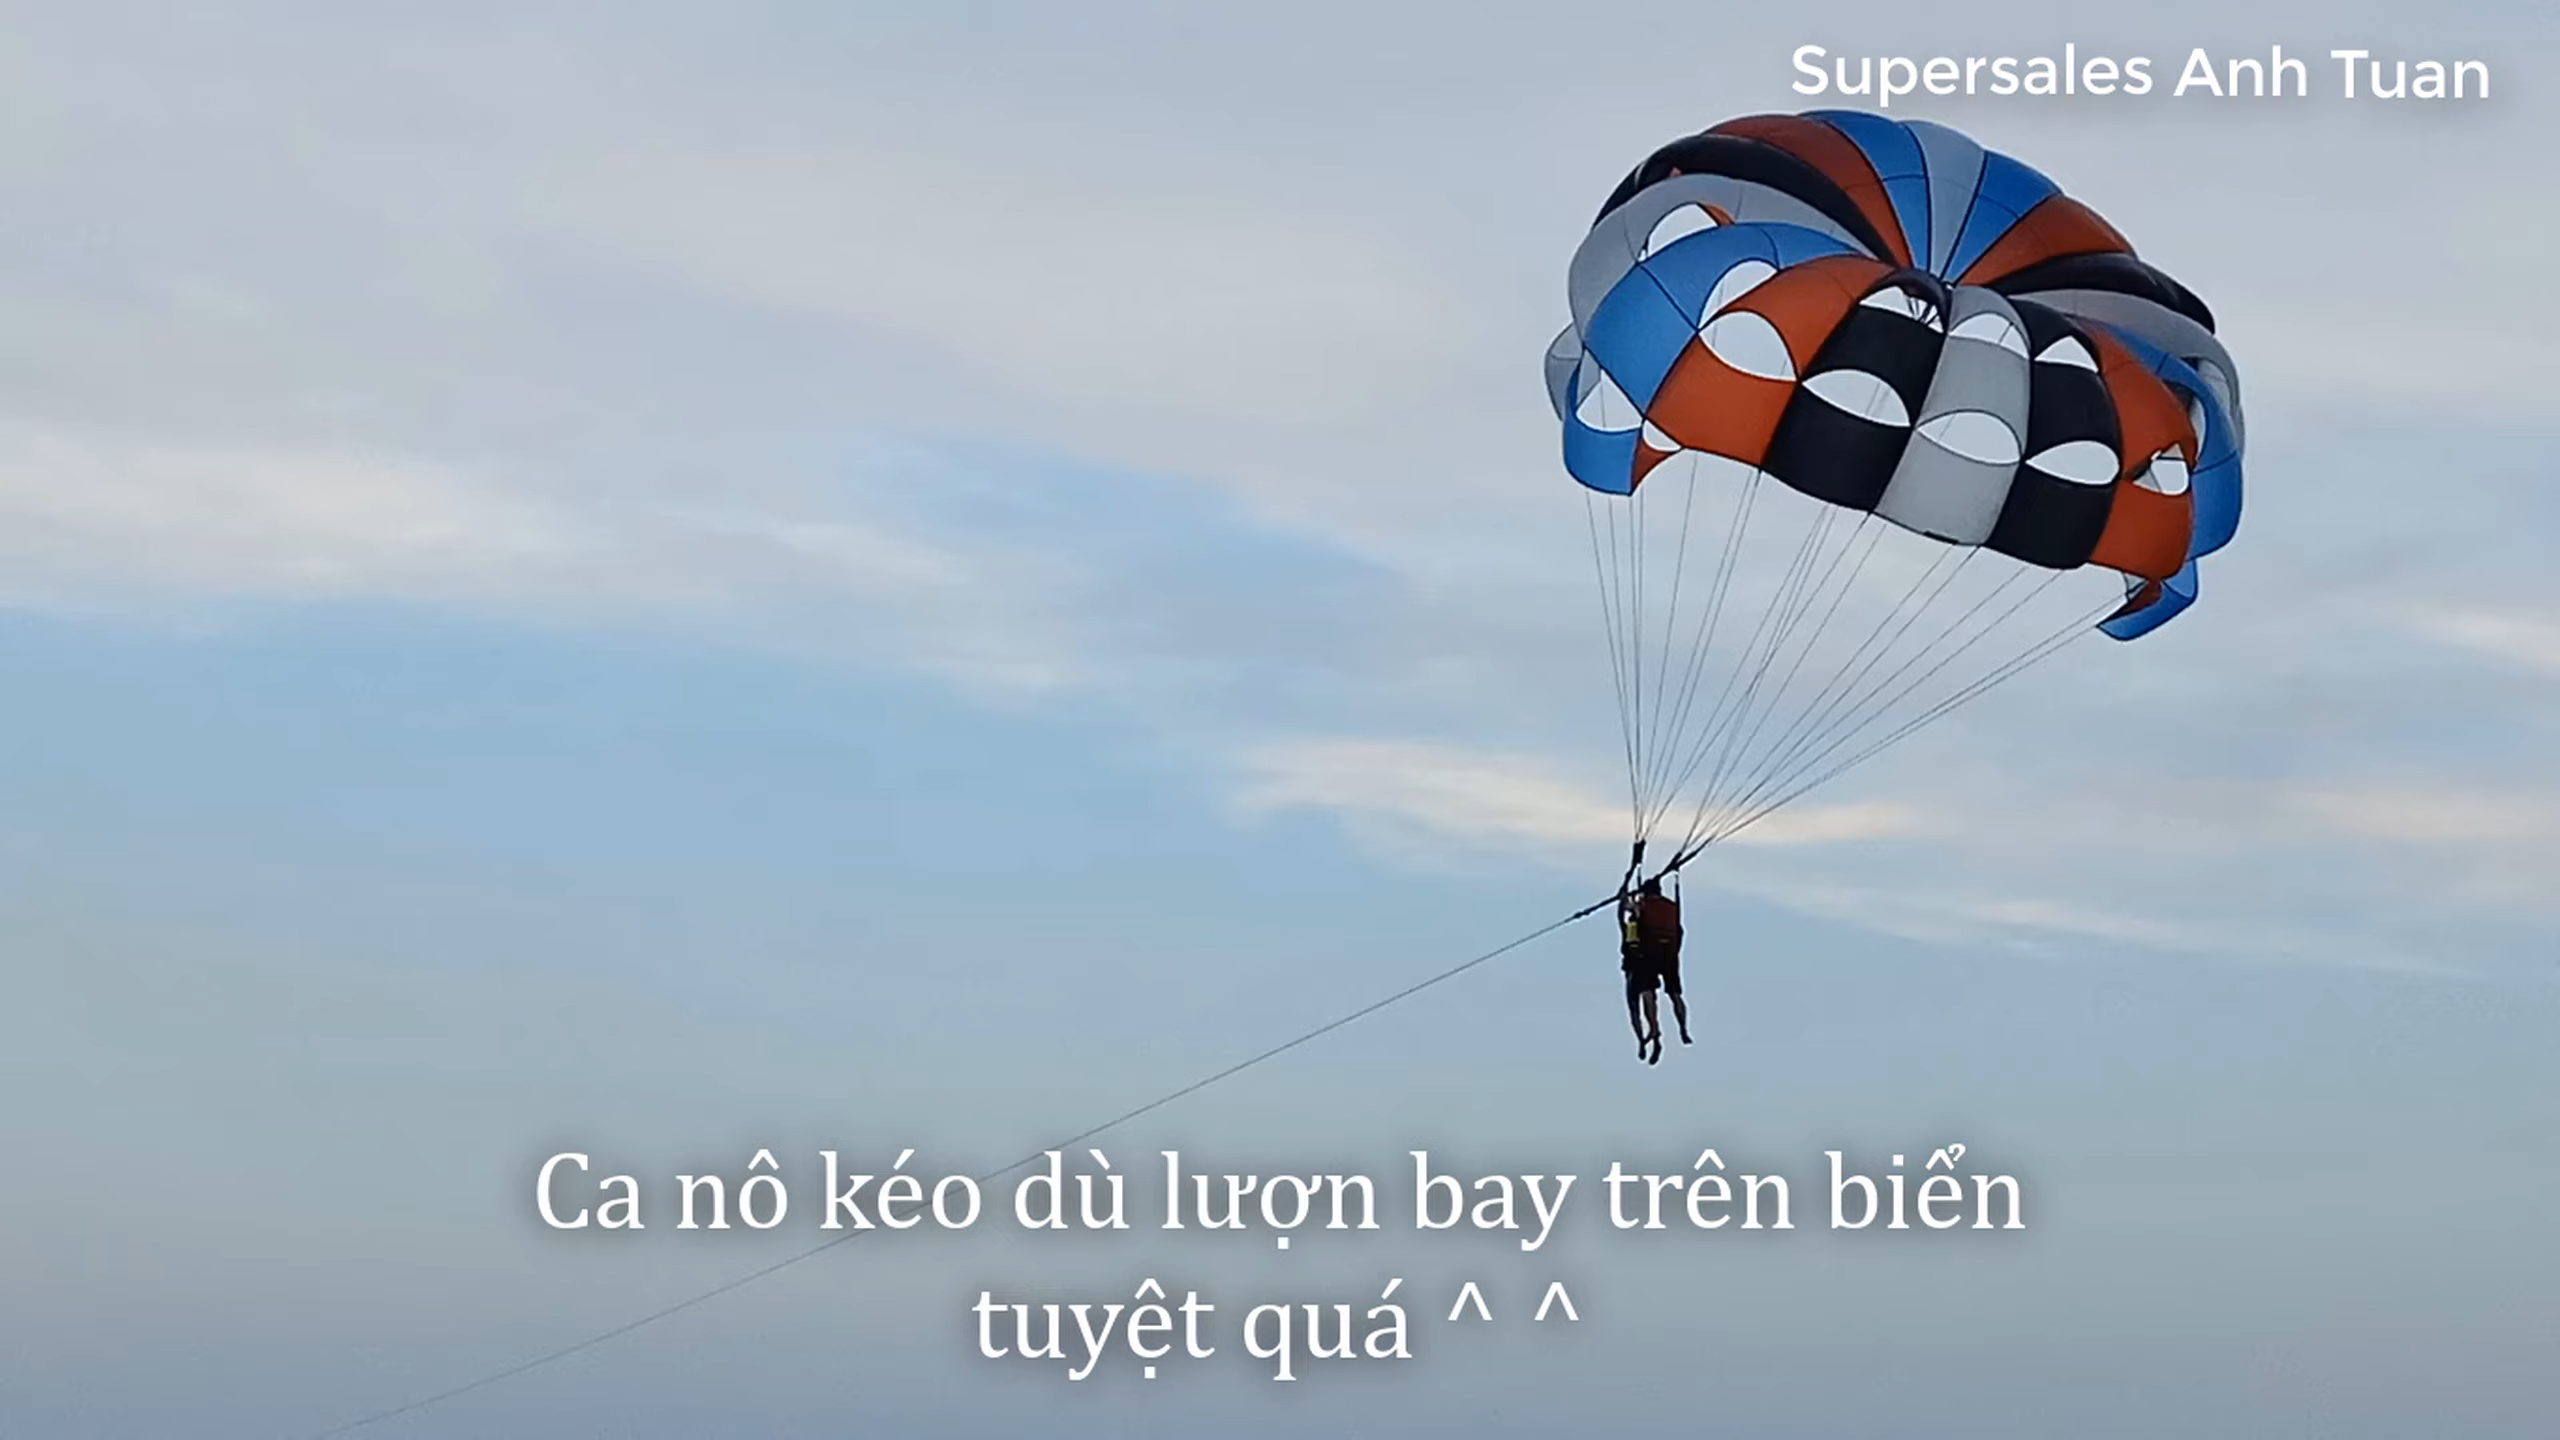 Supersales Anh Tuan
Ca nô kéo dù lượn bay trên biển
tuyệt quá ^ ^